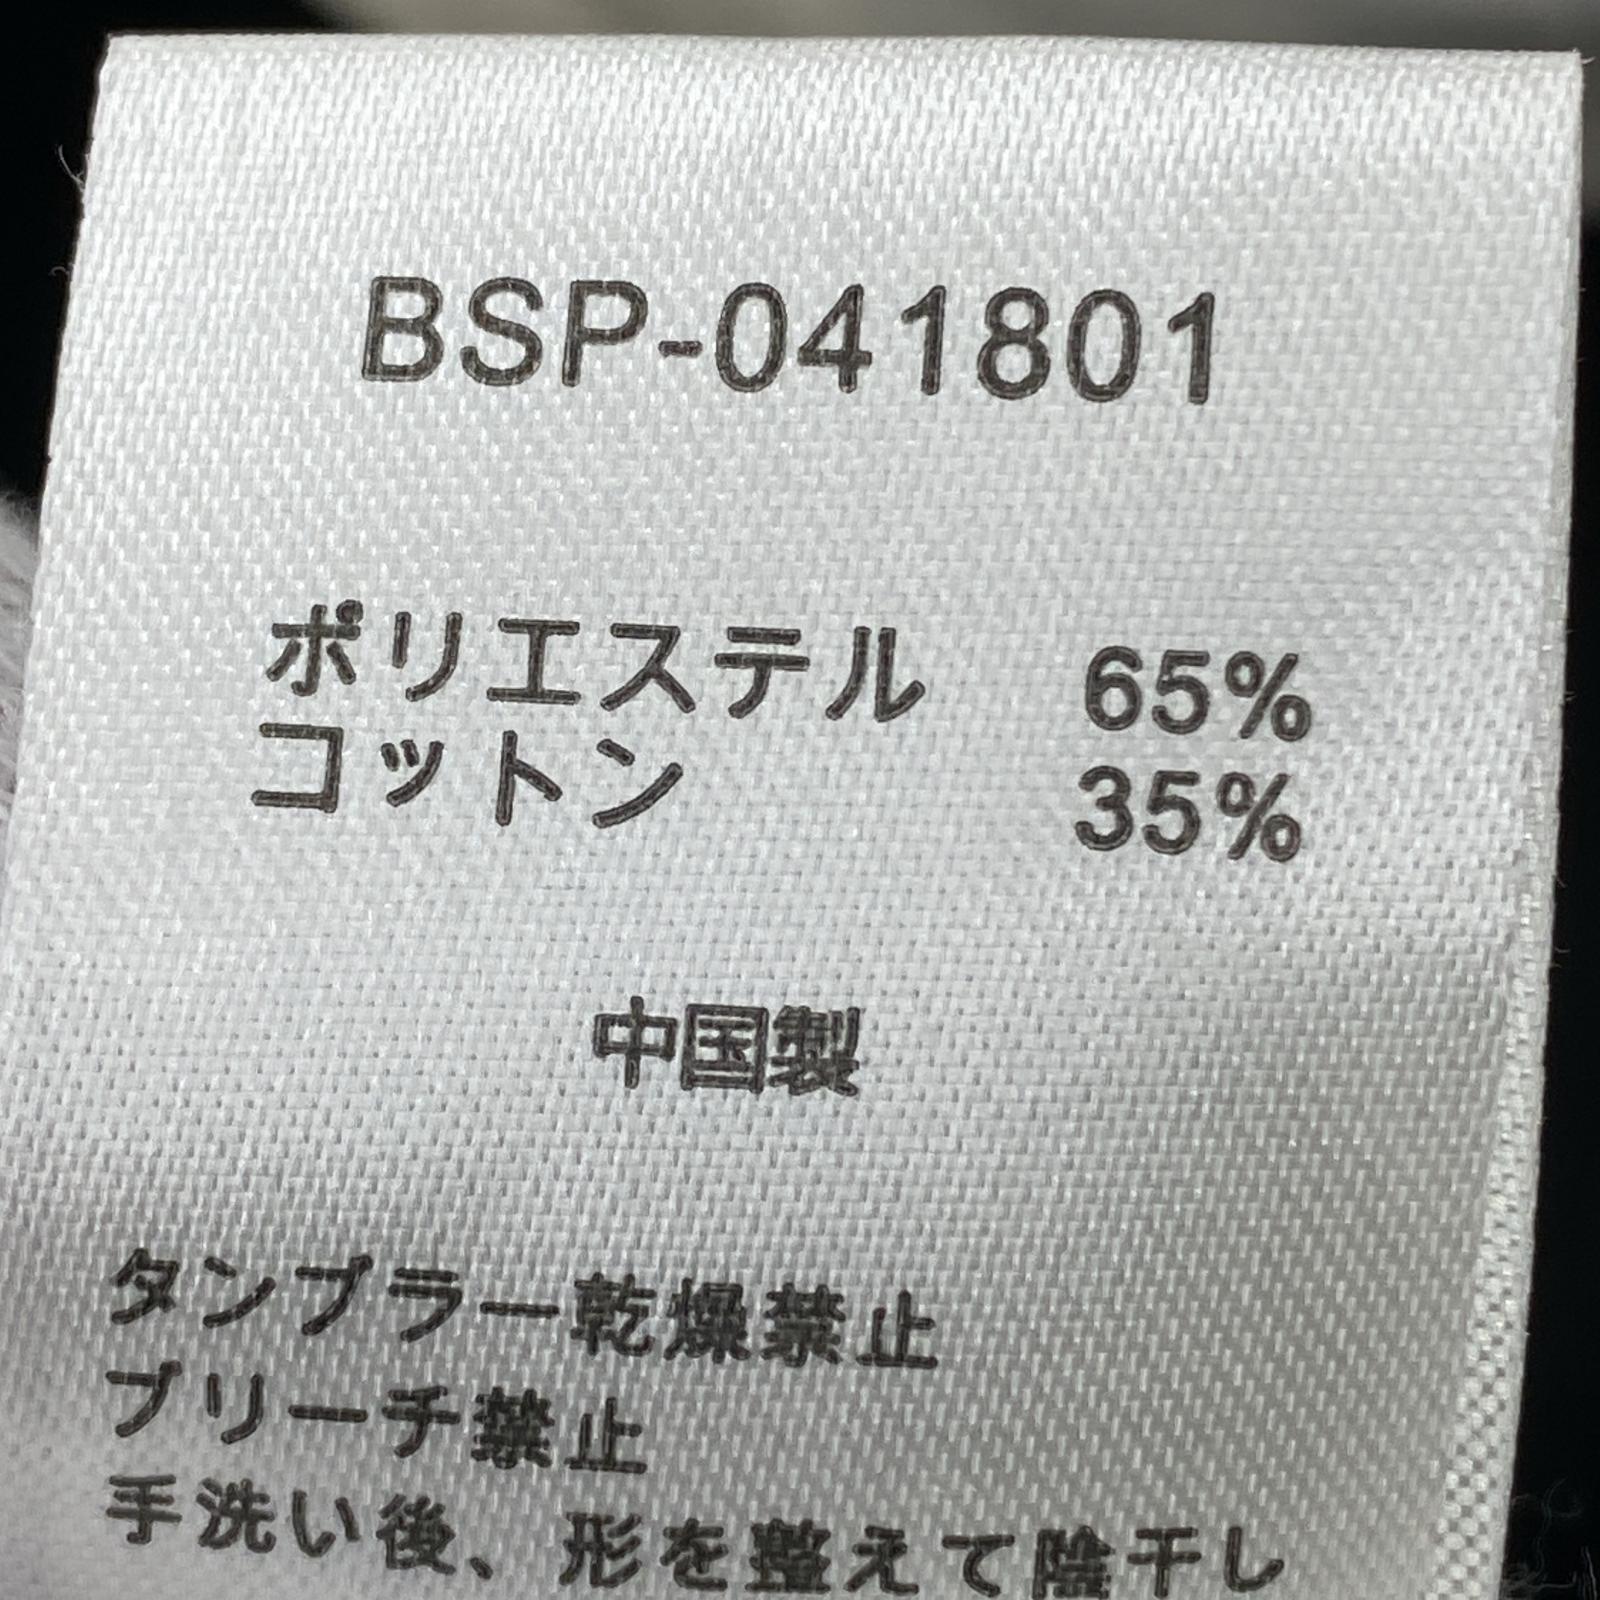 BSP-041801
ポリエステル 65%
コットン 35%
中国製
タンブラー乾燥禁止
ブリーチ禁止
手洗い後、形を整えて陰干し